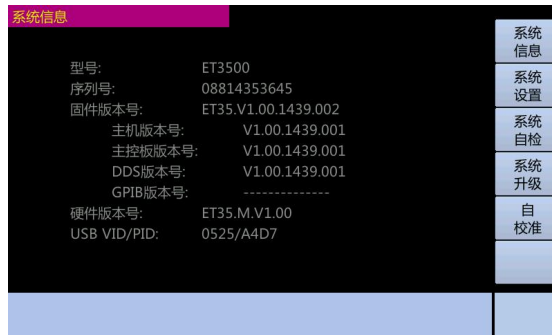 系统信息
型号: ET3500
序列号: 08814353645
固件版本号: ET35.V1.00.1439.002
主机版本号: V1.00.1439.001
主控板版本号: V1.00.1439.001
DDS版本号: V1.00.1439.001
GPIB版本号: --------------
硬件版本号: ET35.M.V1.00
USB VID/PID: 0525/A4D7
系统
信息
系统
设置
系统
自检
系统
升级
自
校准